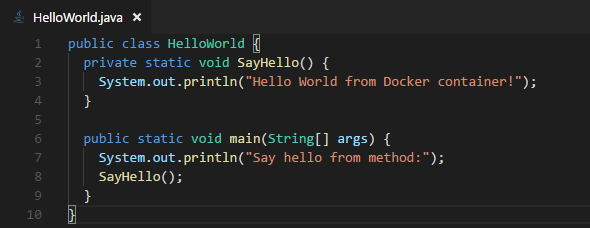 HelloWorld.java ×
1 public class HelloWorld {
2   private static void SayHello() {
3     System.out.println("Hello World from Docker container!");
4   }
5
6   public static void main(String[] args) {
7     System.out.println("Say hello from method:");
8     SayHello();
9   }
10 }